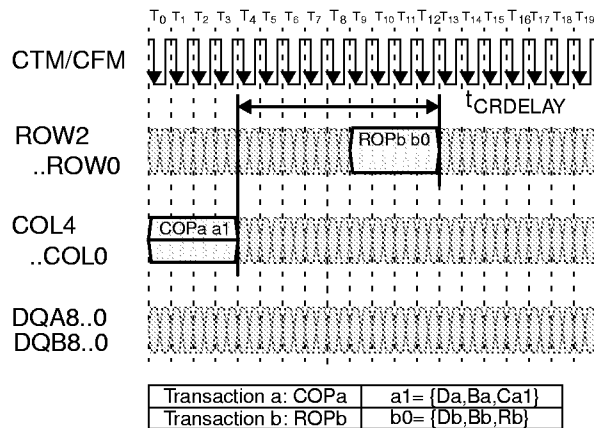 T0 T1 T2 T3 T4 T5 T6 T7 T8 T9 T10 T11 T12 T13 T14 T15 T16 T17 T18 T19
CTM/CFM
tCRDELAY
ROW2
..ROW0
ROPb b0
COL4
..COL0
COPa a1
DQA8..0
DQB8..0
Transaction a: COPa a1= {Da,Ba,Ca1}
Transaction b: ROPb b0= {Db,Bb,Rb}